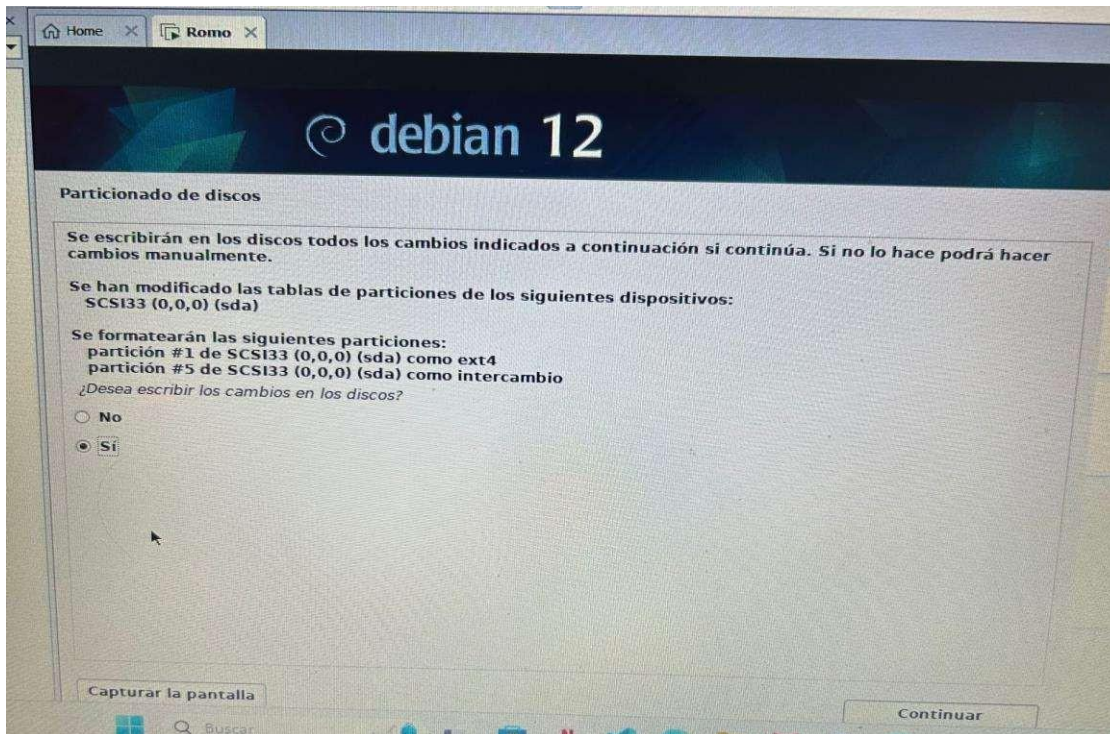 Home
Romo
debian 12
Particionado de discos
Se escribirán en los discos todos los cambios indicados a continuación si continúa. Si no lo hace podrá hacer
cambios manualmente.
Se han modificado las tablas de particiones de los siguientes dispositivos:
SCSI33 (0,0,0) (sda)
Se formatearán las siguientes particiones:
partición #1 de SCSI33 (0,0,0) (sda) como ext4
partición #5 de SCSI33 (0,0,0) (sda) como intercambio
¿Desea escribir los cambios en los discos?
No
Sí
Capturar la pantalla
Continuar
Buscar